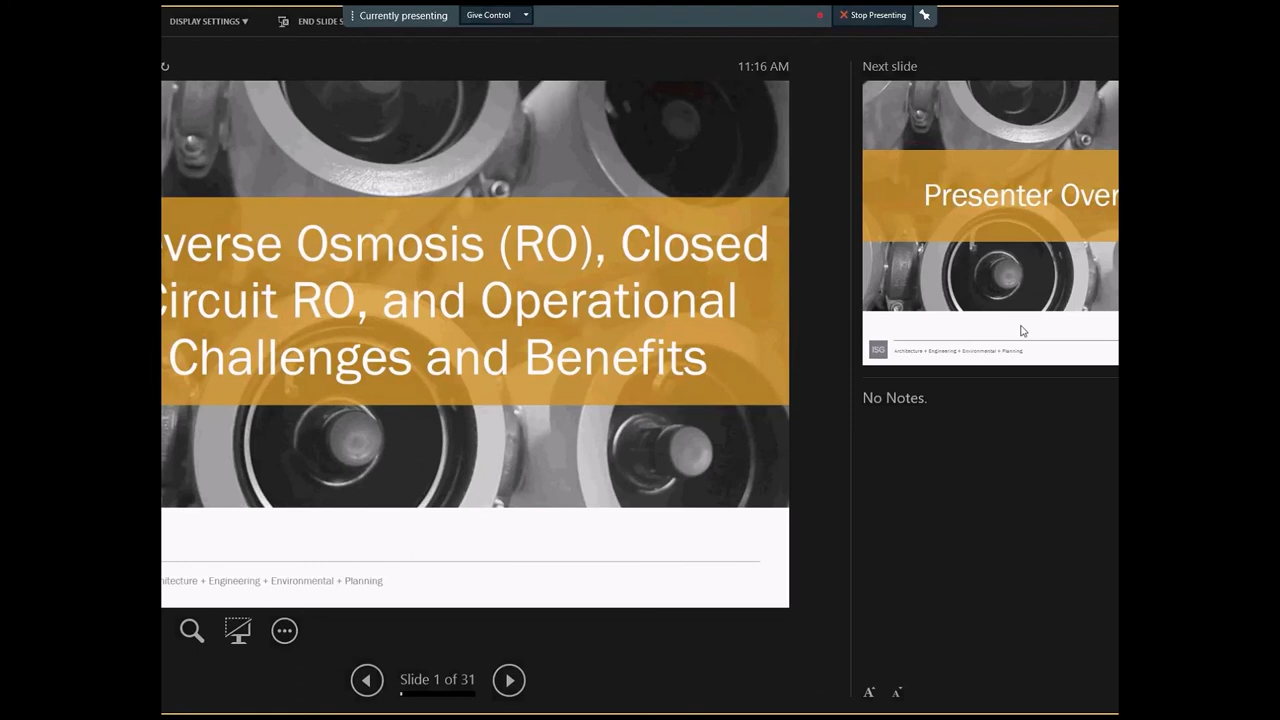 DISPLAY SETTINGS ▼
END SLIDE S
Currently presenting
Give Control
Stop Presenting
11:16 AM
Next slide
verse Osmosis (RO), Closed
Circuit RO, and Operational
Challenges and Benefits
Architecture + Engineering + Environmental + Planning
Presenter Over
ISG
Architecture + Engineering + Environmental + Planning
No Notes.
Slide 1 of 31
A A